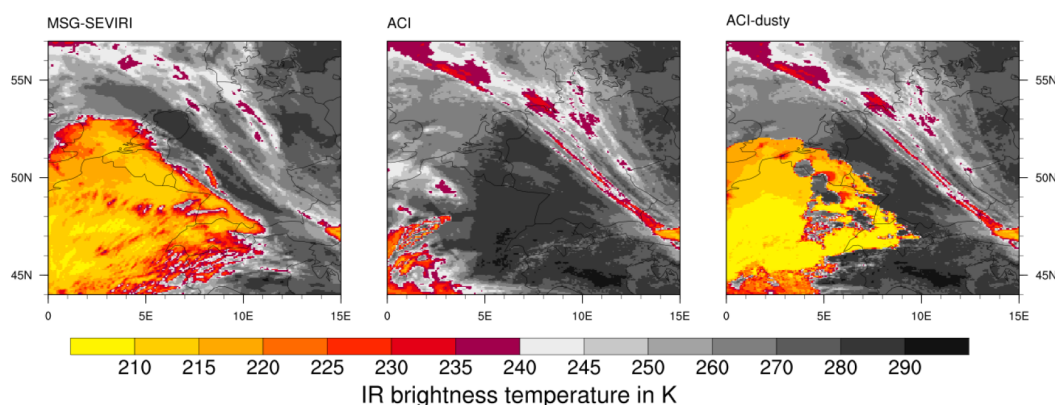 MSG-SEVIRI
ACI
ACI-dusty
55N
50N
45N
55N
50N
45N
0 5E 10E 15E
0 5E 10E 15E
0 5E 10E 15E
210 215 220 225 230 235 240 245 250 260 270 280 290
IR brightness temperature in K